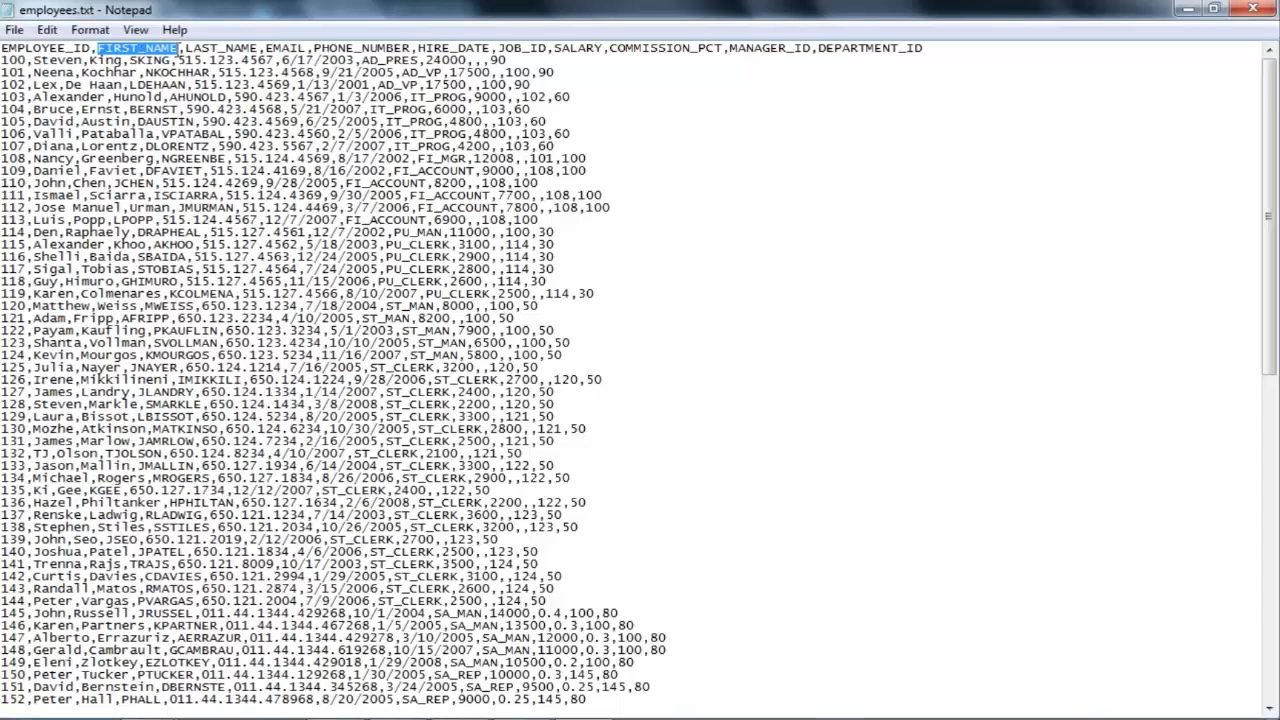 employees.txt - Notepad
File Edit Format View Help
EMPLOYEE_ID,FIRST_NAME,LAST_NAME,EMAIL,PHONE_NUMBER,HIRE_DATE,JOB_ID,SALARY,COMMISSION_PCT,MANAGER_ID,DEPARTMENT_ID
100,Steven,King,SKING,515.123.4567,6/17/2003,AD_PRES,24000,,,90
101,Neena,Kochhar,NKOCHHAR,515.123.4568,9/21/2005,AD_VP,17500,,100,90
102,Lex,De Haan,LDEHAAN,515.123.4569,1/13/2001,AD_VP,17500,,100,90
103,Alexander,Hunold,AHUNOLD,590.423.4567,1/3/2006,IT_PROG,9000,,102,60
104,Bruce,Ernst,BERNST,590.423.4568,5/21/2007,IT_PROG,6000,,103,60
105,David,Austin,DAUSTIN,590.423.4569,6/25/2005,IT_PROG,4800,,103,60
106,Valli,Pataballa,VPATABAL,590.423.4560,2/5/2006,IT_PROG,4800,,103,60
107,Diana,Lorentz,DLORENTZ,590.423.5567,2/7/2007,IT_PROG,4200,,103,60
108,Nancy,Greenberg,NGREENBE,515.124.4569,8/17/2002,FI_MGR,12008,,101,100
109,Daniel,Faviet,DFAVIET,515.124.4169,8/16/2002,FI_ACCOUNT,9000,,108,100
110,John,Chen,JCHEN,515.124.4269,9/28/2005,FI_ACCOUNT,8200,,108,100
111,Ismael,Sciarra,ISCIARRA,515.124.4369,9/30/2005,FI_ACCOUNT,7700,,108,100
112,Jose Manuel,Urman,JMURMAN,515.124.4469,3/7/2006,FI_ACCOUNT,7800,,108,100
113,Luis,Popp,LPOPP,515.124.4567,12/7/2007,FI_ACCOUNT,6900,,108,100
114,Den,Raphaely,DRAPHEAL,515.127.4561,12/7/2002,PU_MAN,11000,,100,30
115,Alexander,Khoo,AKHOO,515.127.4562,5/18/2003,PU_CLERK,3100,,114,30
116,Shelli,Baida,SBAIDA,515.127.4563,12/24/2005,PU_CLERK,2900,,114,30
117,Sigal,Tobias,STOBIAS,515.127.4564,7/24/2005,PU_CLERK,2800,,114,30
118,Guy,Himuro,GHIMURO,515.127.4565,11/15/2006,PU_CLERK,2600,,114,30
119,Karen,Colmenares,KCOLMENA,515.127.4566,8/10/2007,PU_CLERK,2500,,114,30
120,Matthew,Weiss,MWEISS,650.123.1234,7/18/2004,ST_MAN,8000,,100,50
121,Adam,Fripp,AFRIPP,650.123.2234,4/10/2005,ST_MAN,8200,,100,50
122,Payam,Kaufling,PKAUFLIN,650.123.3234,5/1/2003,ST_MAN,7900,,100,50
123,Shanta,Vollman,SVOLLMAN,650.123.4234,10/10/2005,ST_MAN,6500,,100,50
124,Kevin,Mourgos,KMOURGOS,650.123.5234,11/16/2007,ST_MAN,5800,,100,50
125,Julia,Nayer,JNAYER,650.124.1214,7/16/2005,ST_CLERK,3200,,120,50
126,Irene,Mikkilineni,IMIKKILI,650.124.1224,9/28/2006,ST_CLERK,2700,,120,50
127,James,Landry,JLANDRY,650.124.1334,1/14/2007,ST_CLERK,2400,,120,50
128,Steven,Markle,SMARKLE,650.124.1434,3/8/2008,ST_CLERK,2200,,120,50
129,Laura,Bissot,LBISSOT,650.124.5234,8/20/2005,ST_CLERK,3300,,121,50
130,Mozhe,Atkinson,MATKINSO,650.124.6234,10/30/2005,ST_CLERK,2800,,121,50
131,James,Marlow,JAMRLOW,650.124.7234,2/16/2005,ST_CLERK,2500,,121,50
132,TJ,Olson,TJOLSON,650.124.8234,4/10/2007,ST_CLERK,2100,,121,50
133,Jason,Mallin,JMALLIN,650.127.1934,6/14/2004,ST_CLERK,3300,,122,50
134,Michael,Rogers,MROGERS,650.127.1834,8/26/2006,ST_CLERK,2900,,122,50
135,Ki,Gee,KGEE,650.127.1734,12/12/2007,ST_CLERK,2400,,122,50
136,Hazel,Philtanker,HPHILTAN,650.127.1634,2/6/2008,ST_CLERK,2200,,122,50
137,Renske,Ladwig,RLADWIG,650.121.1234,7/14/2003,ST_CLERK,3600,,123,50
138,Stephen,Stiles,SSTILES,650.121.2034,10/26/2005,ST_CLERK,3200,,123,50
139,John,Seo,JSEO,650.121.2019,2/12/2006,ST_CLERK,2700,,123,50
140,Joshua,Patel,JPATEL,650.121.1834,4/6/2006,ST_CLERK,2500,,123,50
141,Trenna,Rajs,TRAJS,650.121.8009,10/17/2003,ST_CLERK,3500,,124,50
142,Curtis,Davies,CDAVIES,650.121.2994,1/29/2005,ST_CLERK,3100,,124,50
143,Randall,Matos,RMATOS,650.121.2874,3/15/2006,ST_CLERK,2600,,124,50
144,Peter,Vargas,PVARGAS,650.121.2004,7/9/2006,ST_CLERK,2500,,124,50
145,John,Russell,JRUSSEL,011.44.1344.429268,10/1/2004,SA_MAN,14000,0.4,100,80
146,Karen,Partners,KPARTNER,011.44.1344.467268,1/5/2005,SA_MAN,13500,0.3,100,80
147,Alberto,Errazuriz,AERRAZUR,011.44.1344.429278,3/10/2005,SA_MAN,12000,0.3,100,80
148,Gerald,Cambrault,GCAMBRAU,011.44.1344.619268,10/15/2007,SA_MAN,11000,0.3,100,80
149,Eleni,Zlotkey,EZLOTKEY,011.44.1344.429018,1/29/2008,SA_MAN,10500,0.2,100,80
150,Peter,Tucker,PTUCKER,011.44.1344.129268,1/30/2005,SA_REP,10000,0.3,145,80
151,David,Bernstein,DBERNSTE,011.44.1344.345268,3/24/2005,SA_REP,9500,0.25,145,80
152,Peter,Hall,PHALL,011.44.1344.478968,8/20/2005,SA_REP,9000,0.25,145,80